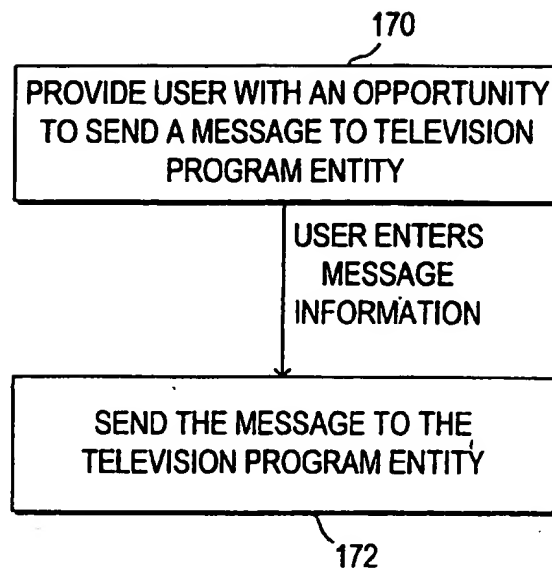 170
PROVIDE USER WITH AN OPPORTUNITY
TO SEND A MESSAGE TO TELEVISION
PROGRAM ENTITY
USER ENTERS
MESSAGE
INFORMATION
SEND THE MESSAGE TO THE
TELEVISION PROGRAM ENTITY
172